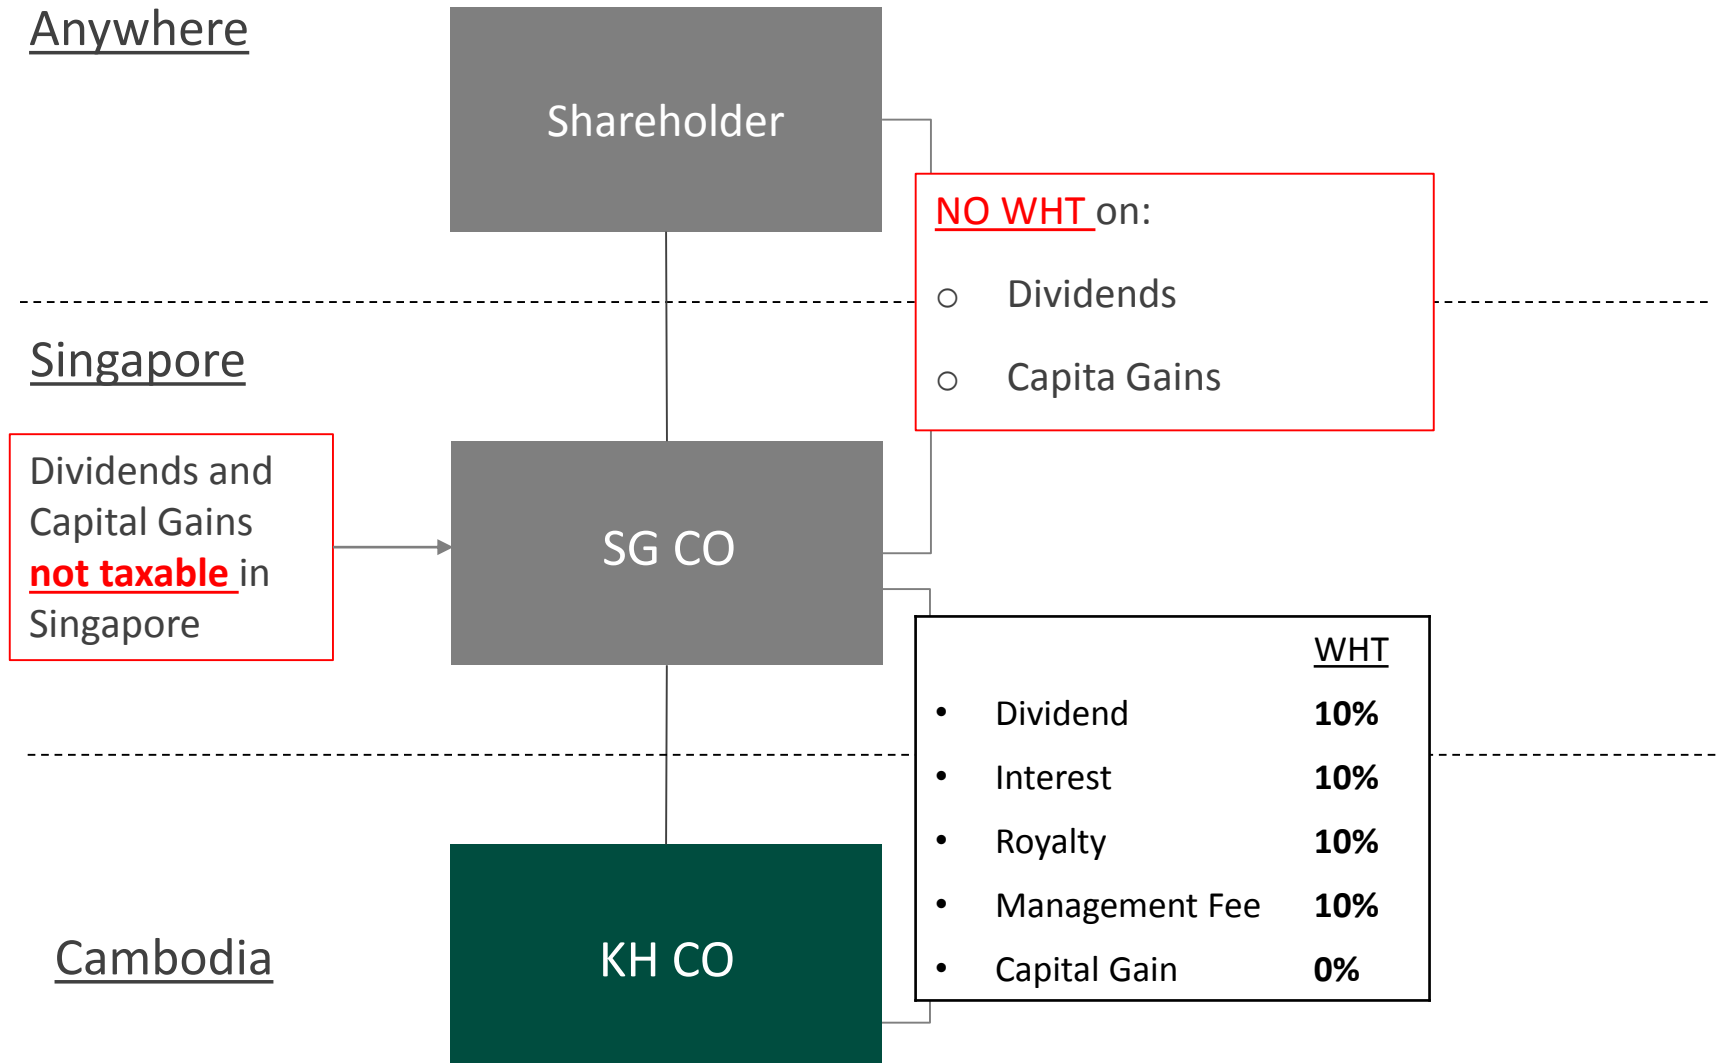 Anywhere
Shareholder
NO WHT on:
o Dividends
o Capita Gains
Singapore
Dividends and
Capital Gains
not taxable in
Singapore
SG CO
WHT
• Dividend 10%
• Interest 10%
• Royalty 10%
• Management Fee 10%
• Capital Gain 0%
Cambodia
KH CO